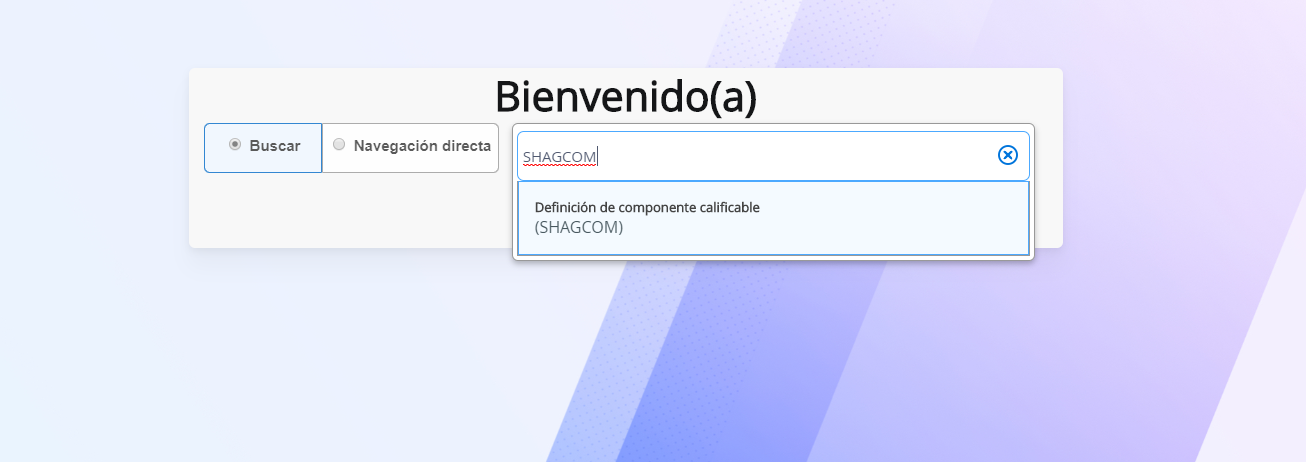 Bienvenido(a)
Buscar
Navegación directa
SHAGCOM
Definición de componente calificable
(SHAGCOM)